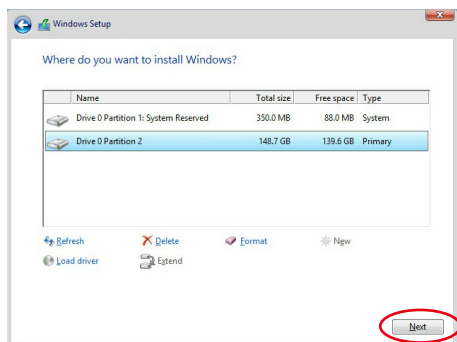 Windows Setup
Where do you want to install Windows?
Name Total size Free space Type
Drive 0 Partition 1: System Reserved 350.0 MB 88.0 MB System
Drive 0 Partition 2 148.7 GB 139.6 GB Primary
Refresh Delete Format New
Load driver Extend
Next